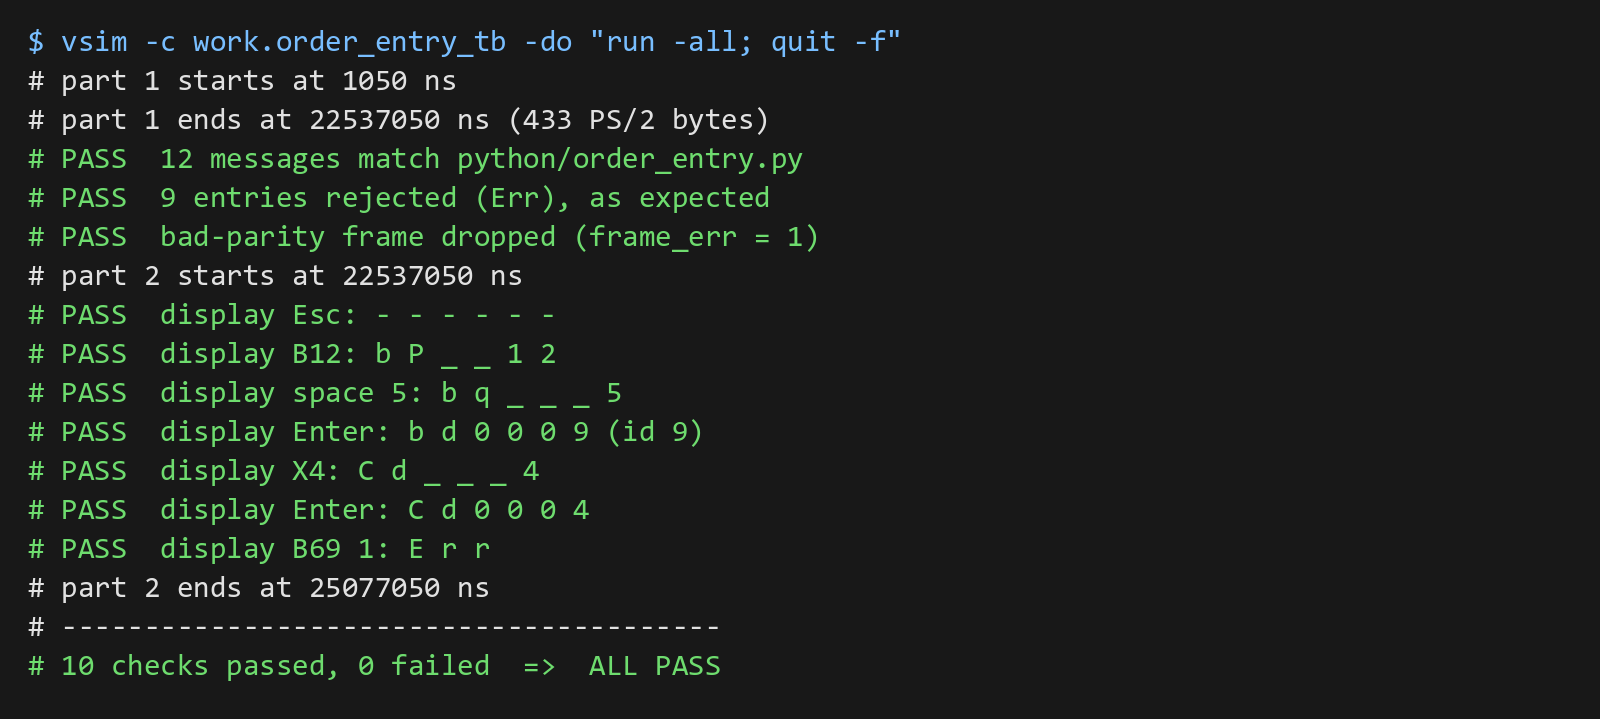 $ vsim -c work.order_entry_tb -do "run -all; quit -f"
# part 1 starts at 1050 ns
# part 1 ends at 22537050 ns (433 PS/2 bytes)
# PASS  12 messages match python/order_entry.py
# PASS  9 entries rejected (Err), as expected
# PASS  bad-parity frame dropped (frame_err = 1)
# part 2 starts at 22537050 ns
# PASS  display Esc: - - - - - -
# PASS  display B12: b P _ _ 1 2
# PASS  display space 5: b q _ _ _ 5
# PASS  display Enter: b d 0 0 0 9 (id 9)
# PASS  display X4: C d _ _ _ 4
# PASS  display Enter: C d 0 0 0 4
# PASS  display B69 1: E r r
# part 2 ends at 25077050 ns
# ----------------------------------------
# 10 checks passed, 0 failed  =>  ALL PASS